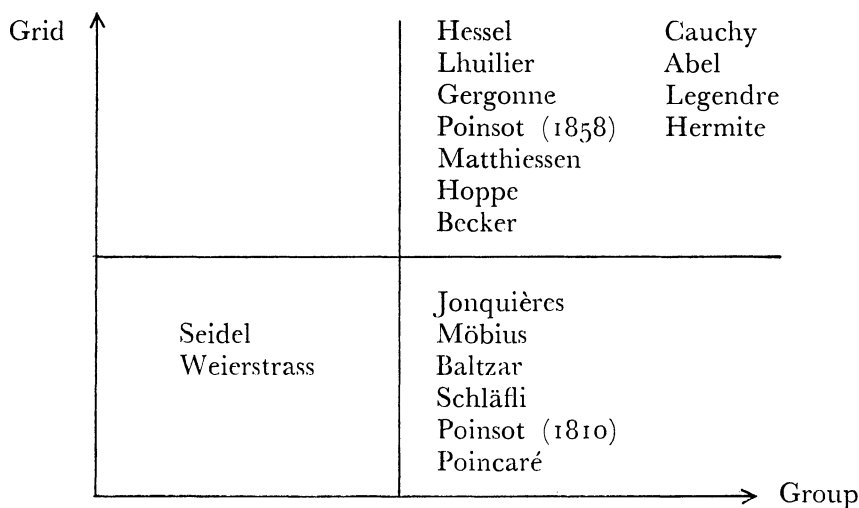 Grid
Hessel Cauchy
Lhuilier Abel
Gergonne Legendre
Poinsot (1858) Hermite
Matthiessen
Hoppe
Becker
Seidel
Weierstrass
Jonquières
Möbius
Baltzar
Schläfli
Poinsot (1810)
Poincaré
Group